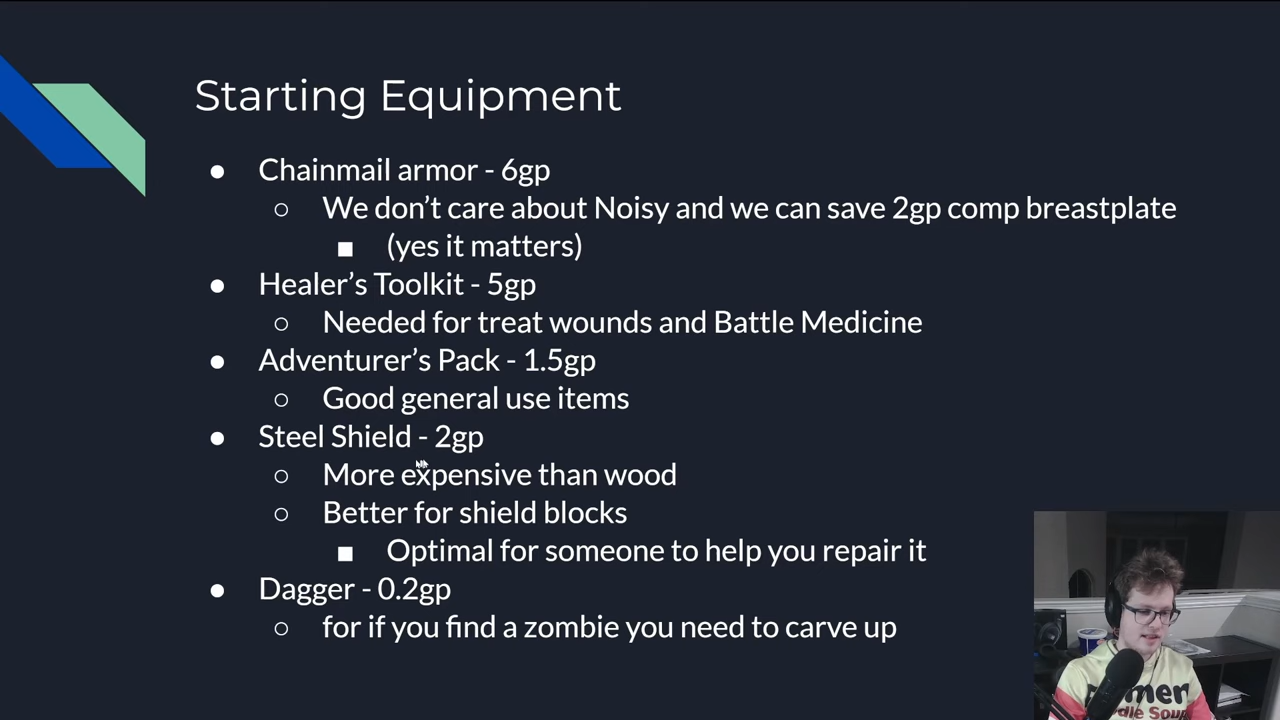 Starting Equipment
● Chainmail armor - 6gp
○ We don't care about Noisy and we can save 2gp comp breastplate
■ (yes it matters)
● Healer's Toolkit - 5gp
○ Needed for treat wounds and Battle Medicine
● Adventurer's Pack - 1.5gp
○ Good general use items
● Steel Shield - 2gp
○ More expensive than wood
○ Better for shield blocks
■ Optimal for someone to help you repair it
● Dagger - 0.2gp
○ for if you find a zombie you need to carve up